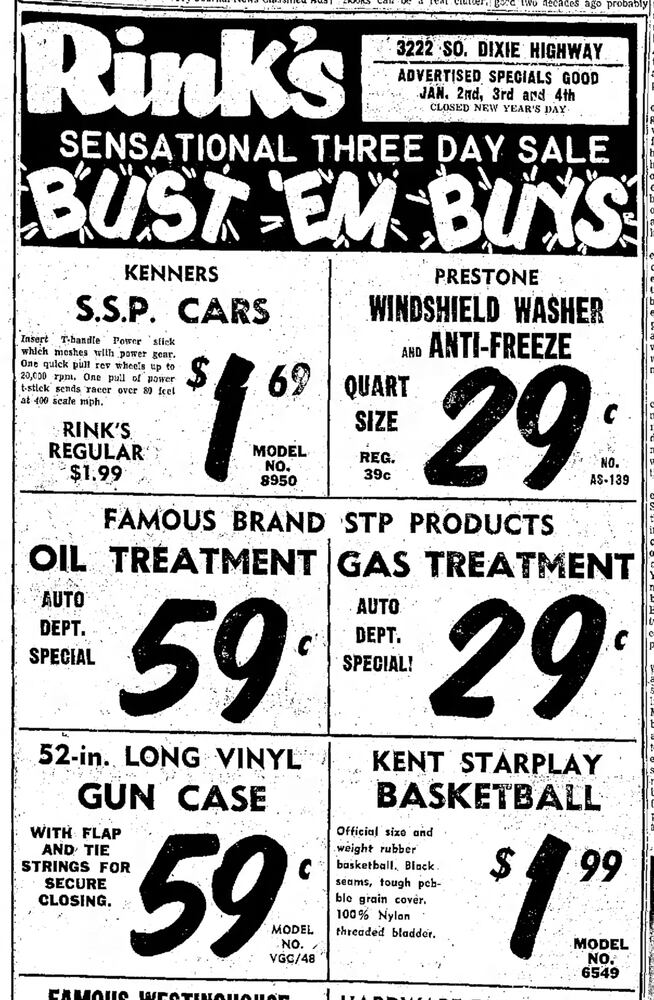 Rink's
3222 SO. DIXIE HIGHWAY
ADVERTISED SPECIALS GOOD
JAN. 2nd, 3rd and 4th
CLOSED NEW YEAR'S DAY
SENSATIONAL THREE DAY SALE
BUST 'EM BUYS
KENNERS
S.S.P. CARS
Insert T-handle Power stick
which meshes with power gear.
One quick pull rev wheels up to
20,000 rpm. One pull of power
t-stick sends racer over 80 feet
at 400 scale mph.
$1 69
RINK'S
REGULAR
$1.99
MODEL
NO.
8950
PRESTONE
WINDSHIELD WASHER
AND ANTI-FREEZE
QUART
SIZE
29c
REG.
39c
NO.
AS-139
FAMOUS BRAND STP PRODUCTS
OIL TREATMENT
AUTO
DEPT.
SPECIAL
59c
GAS TREATMENT
AUTO
DEPT.
SPECIAL!
29c
52-in. LONG VINYL
GUN CASE
WITH FLAP
AND TIE
STRINGS FOR
SECURE
CLOSING.
59c
MODEL
NO.
VGC/48
KENT STARPLAY
BASKETBALL
Official size and
weight rubber
basketball. Black
seams, tough peb-
ble grain cover.
100% Nylon
threaded bladder.
$1 99
MODEL
NO.
6549
FAMOUS WESTINGHOUSE